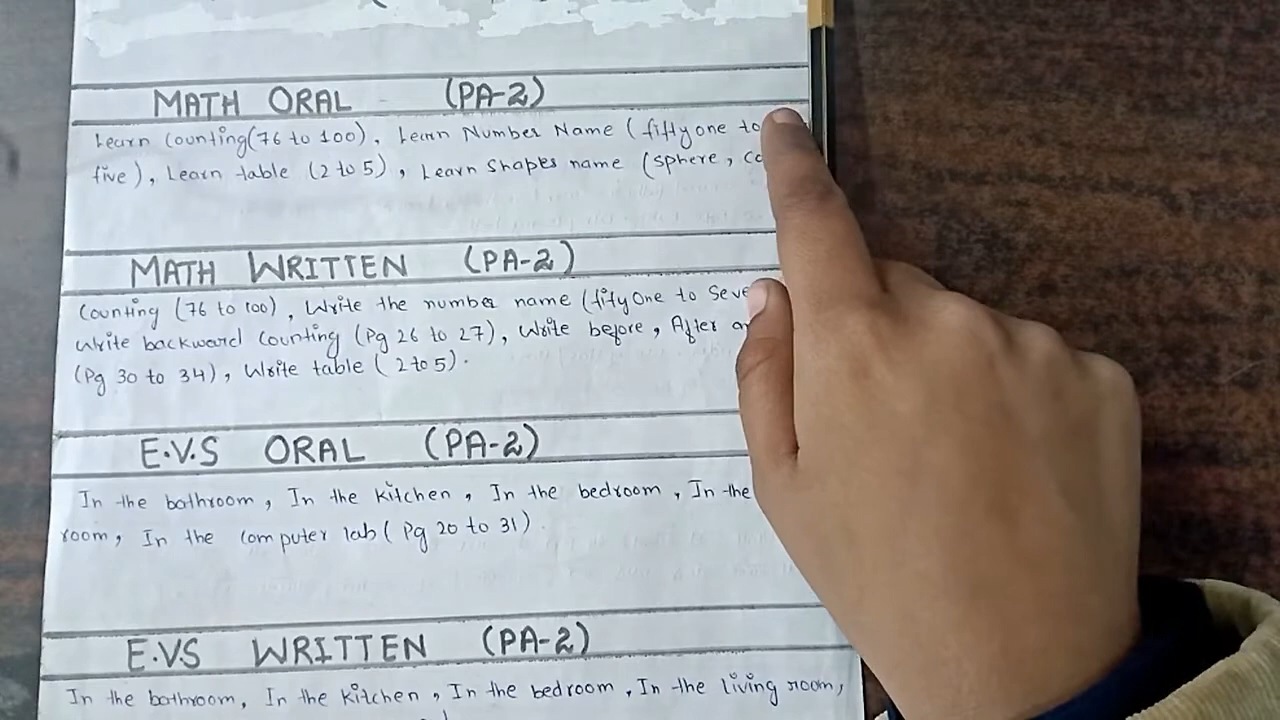 MATH ORAL - (PA-2)
Learn Counting(76 to 100), Learn Number Name (fiftyone to
five), Learn table (2 to 5), Learn Shapes name (sphere,
MATH WRITTEN (PA-2)
Counting (76 to 100), Write the number name (fiftyOne to
Write backward counting (Pg 26 to 27), Write before, After
(Pg 30 to 34), Write table (2 to 5).
E.V.S ORAL (PA-2)
In the bathroom, In the kitchen, In the bedroom, In the
room, In the computer lab (Pg 20 to 31).
E.V.S WRITTEN (PA-2)
In the bathroom, In the kitchen, In the bedroom, In the living room,